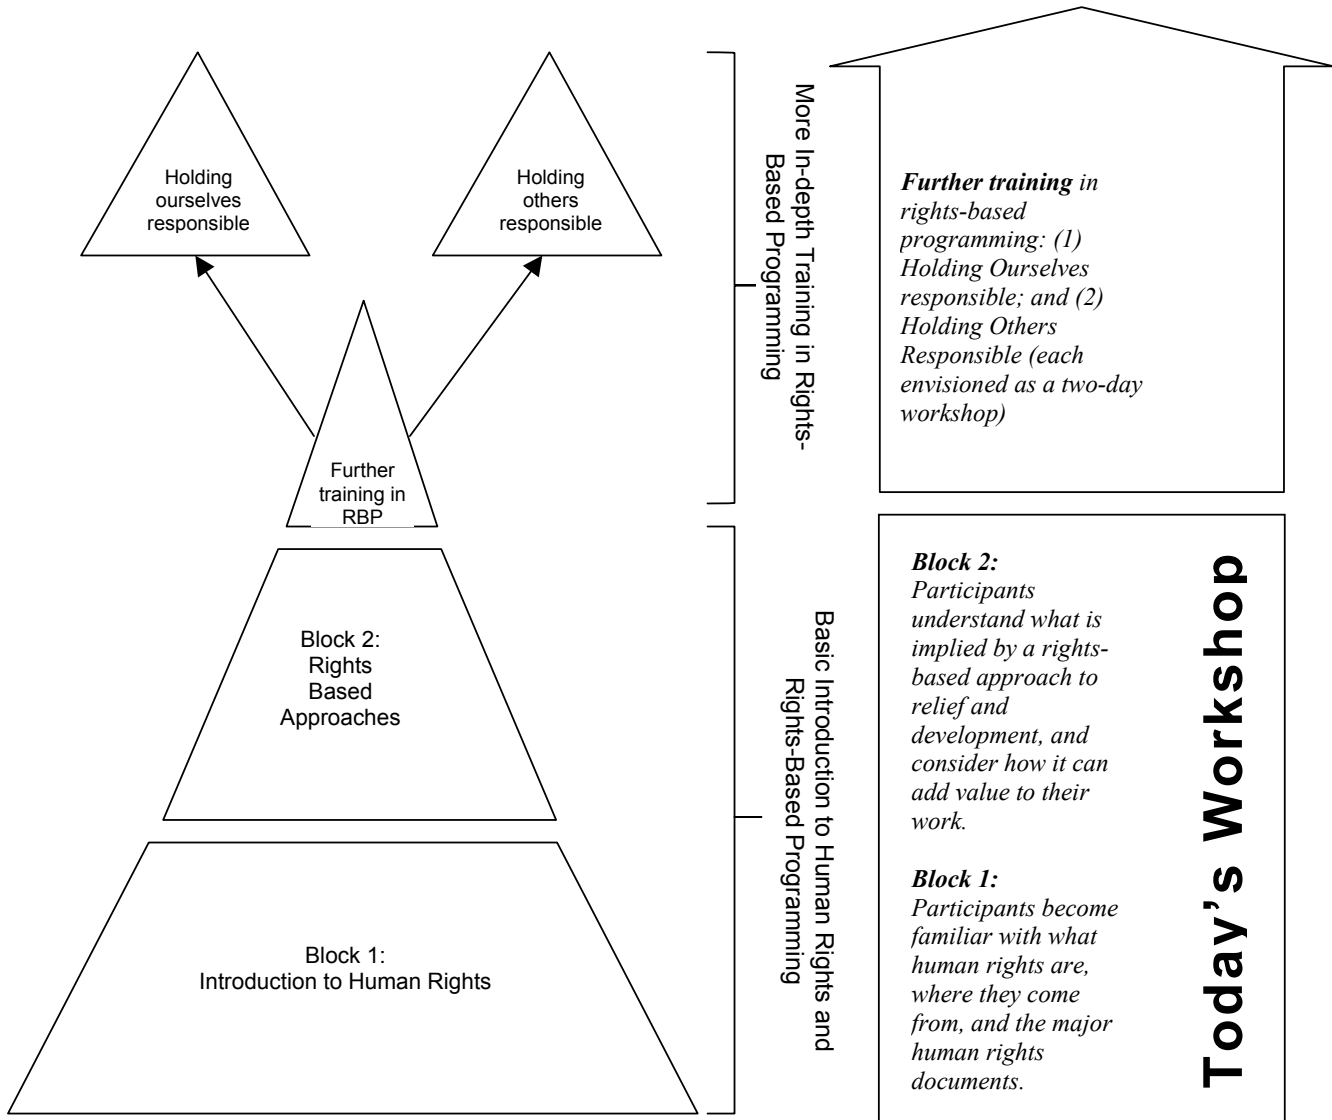 Holding
ourselves
responsible
Holding
others
responsible
Further
training in
RBP
Block 2:
Rights
Based
Approaches
Block 1:
Introduction to Human Rights
More In-depth Training in Rights-
Based Programming
Basic Introduction to Human Rights and
Rights-Based Programming
Further training in
rights-based
programming: (1)
Holding Ourselves
responsible; and (2)
Holding Others
Responsible (each
envisioned as a two-day
workshop)
Block 2:
Participants
understand what is
implied by a rights-
based approach to
relief and
development, and
consider how it can
add value to their
work.
Block 1:
Participants become
familiar with what
human rights are,
where they come
from, and the major
human rights
documents.
Today's Workshop